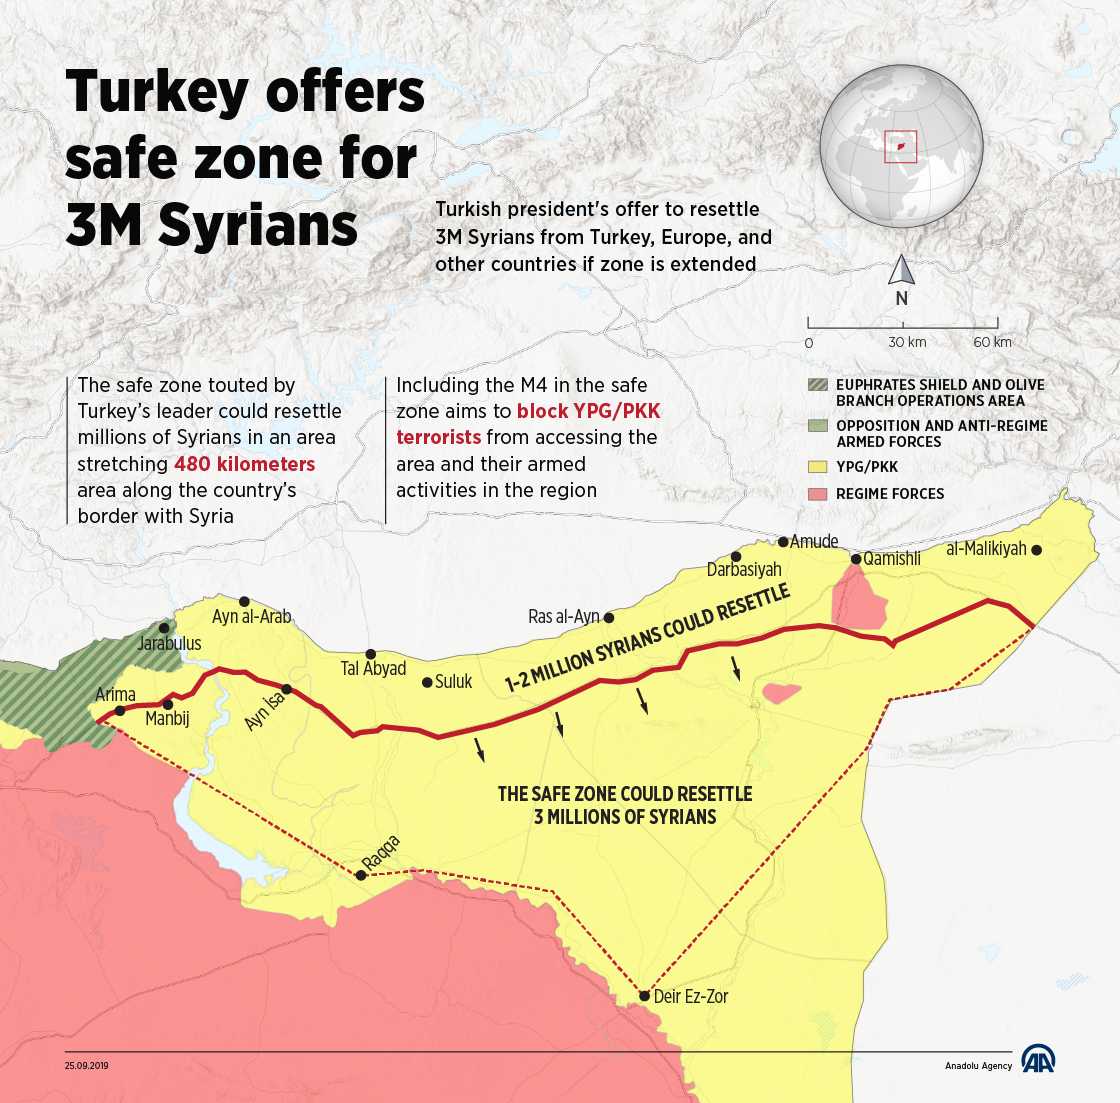 Turkey offers
safe zone for
3M Syrians
Turkish president's offer to resettle
3M Syrians from Turkey, Europe, and
other countries if zone is extended
N
0
30 km
60 km
The safe zone touted by
Turkey’s leader could resettle
millions of Syrians in an area
stretching 480 kilometers
area along the country’s
border with Syria
Including the M4 in the safe
zone aims to block YPG/PKK
terrorists from accessing the
area and their armed
activities in the region
EUPHRATES SHIELD AND OLIVE
BRANCH OPERATIONS AREA
OPPOSITION AND ANTI-REGIME
ARMED FORCES
YPG/PKK
REGIME FORCES
Amude
al-Malikiyah
Qamishli
Darbasiyah
Ras al-Ayn
Ayn al-Arab
Jarabulus
Tal Abyad
Suluk
1-2 MILLION SYRIANS COULD RESETTLE
Arima
Manbij
Ayn isa
THE SAFE ZONE COULD RESETTLE
3 MILLIONS OF SYRIANS
Raqqa
Deir Ez-Zor
25.09.2019
Anadolu Agency
AA